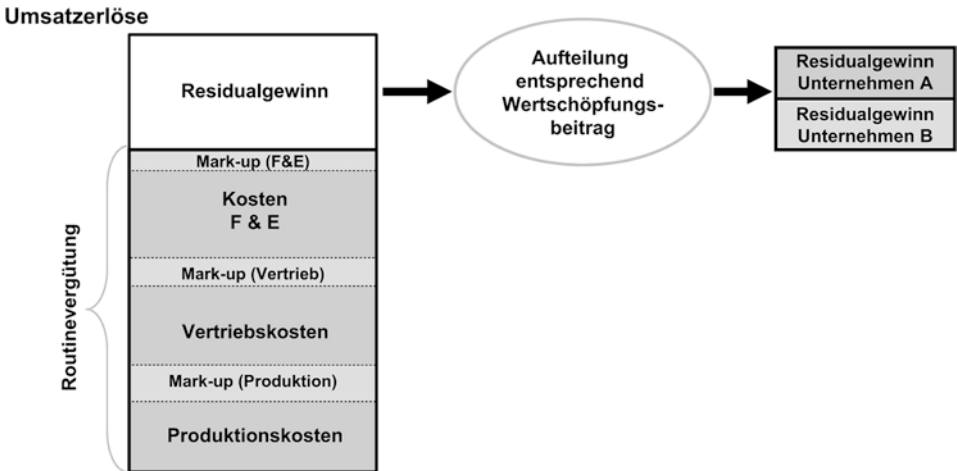 Umsatzerlöse
Residualgewinn
Aufteilung
entsprechend
Wertschöpfungs-
beitrag
Residualgewinn
Unternehmen A
Residualgewinn
Unternehmen B
Routinevergütung
Mark-up (F&E)
Kosten
F & E
Mark-up (Vertrieb)
Vertriebskosten
Mark-up (Produktion)
Produktionskosten